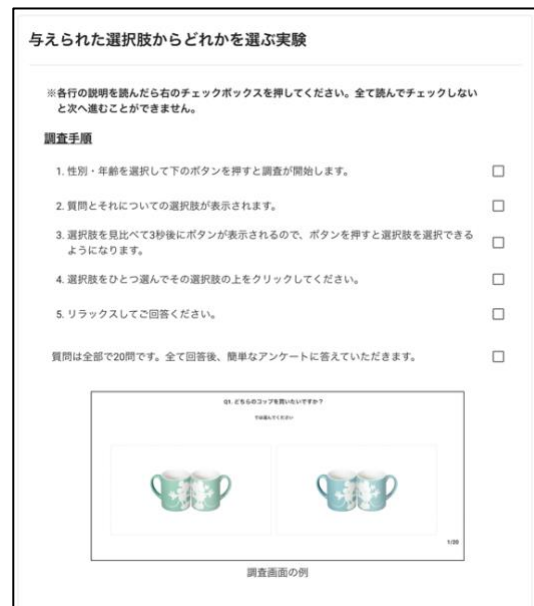 与えられた選択肢からどれかを選ぶ実験
※各行の説明を読んだら右のチェックボックスを押してください。全て読んでチェックしない
と次へ進むことができません。
調査手順
1. 性別・年齢を選択して下のボタンを押すと調査が開始します。
2. 質問とそれについての選択肢が表示されます。
3. 選択肢を見比べて3秒後にボタンが表示されるので、ボタンを押すと選択肢を選択できる
ようになります。
4. 選択肢をひとつ選んでその選択肢の上をクリックしてください。
5. リラックスしてご回答ください。
質問は全部で20問です。全て回答後、簡単なアンケートに答えていただきます。
Q1. どちらのコップを買いたいですか？
では選んでください
1/20
調査画面の例